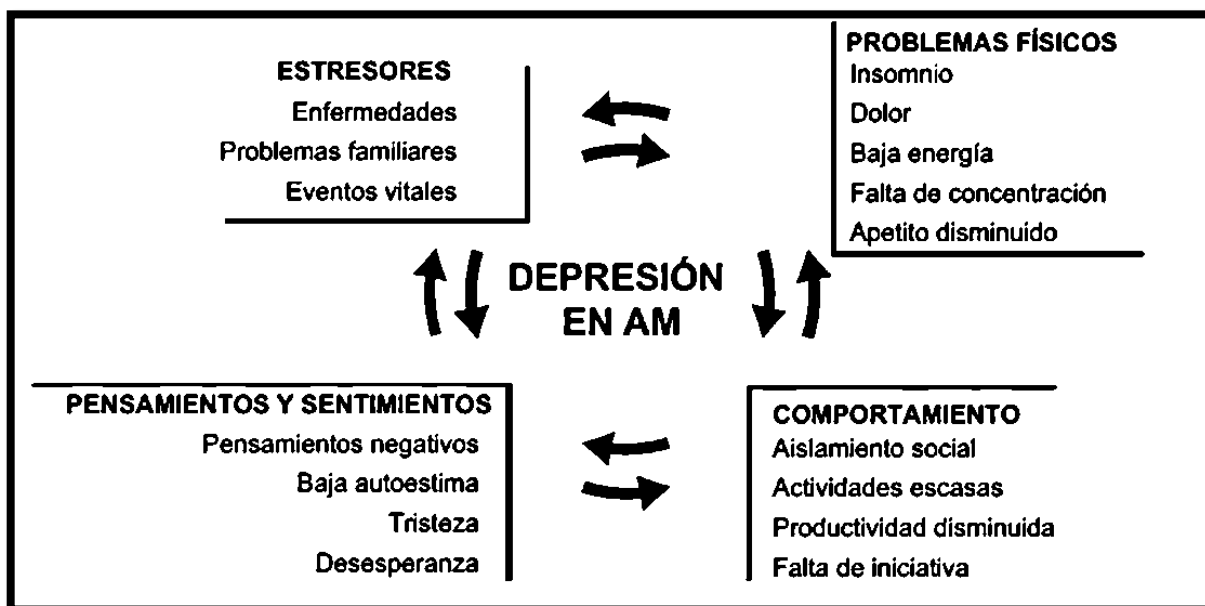 ESTRESORES
Enfermedades
Problemas familiares
Eventos vitales
PROBLEMAS FÍSICOS
Insomnio
Dolor
Baja energía
Falta de concentración
Apetito disminuido
DEPRESIÓN
EN AM
PENSAMIENTOS Y SENTIMIENTOS
Pensamientos negativos
Baja autoestima
Tristeza
Desesperanza
COMPORTAMIENTO
Aislamiento social
Actividades escasas
Productividad disminuida
Falta de iniciativa